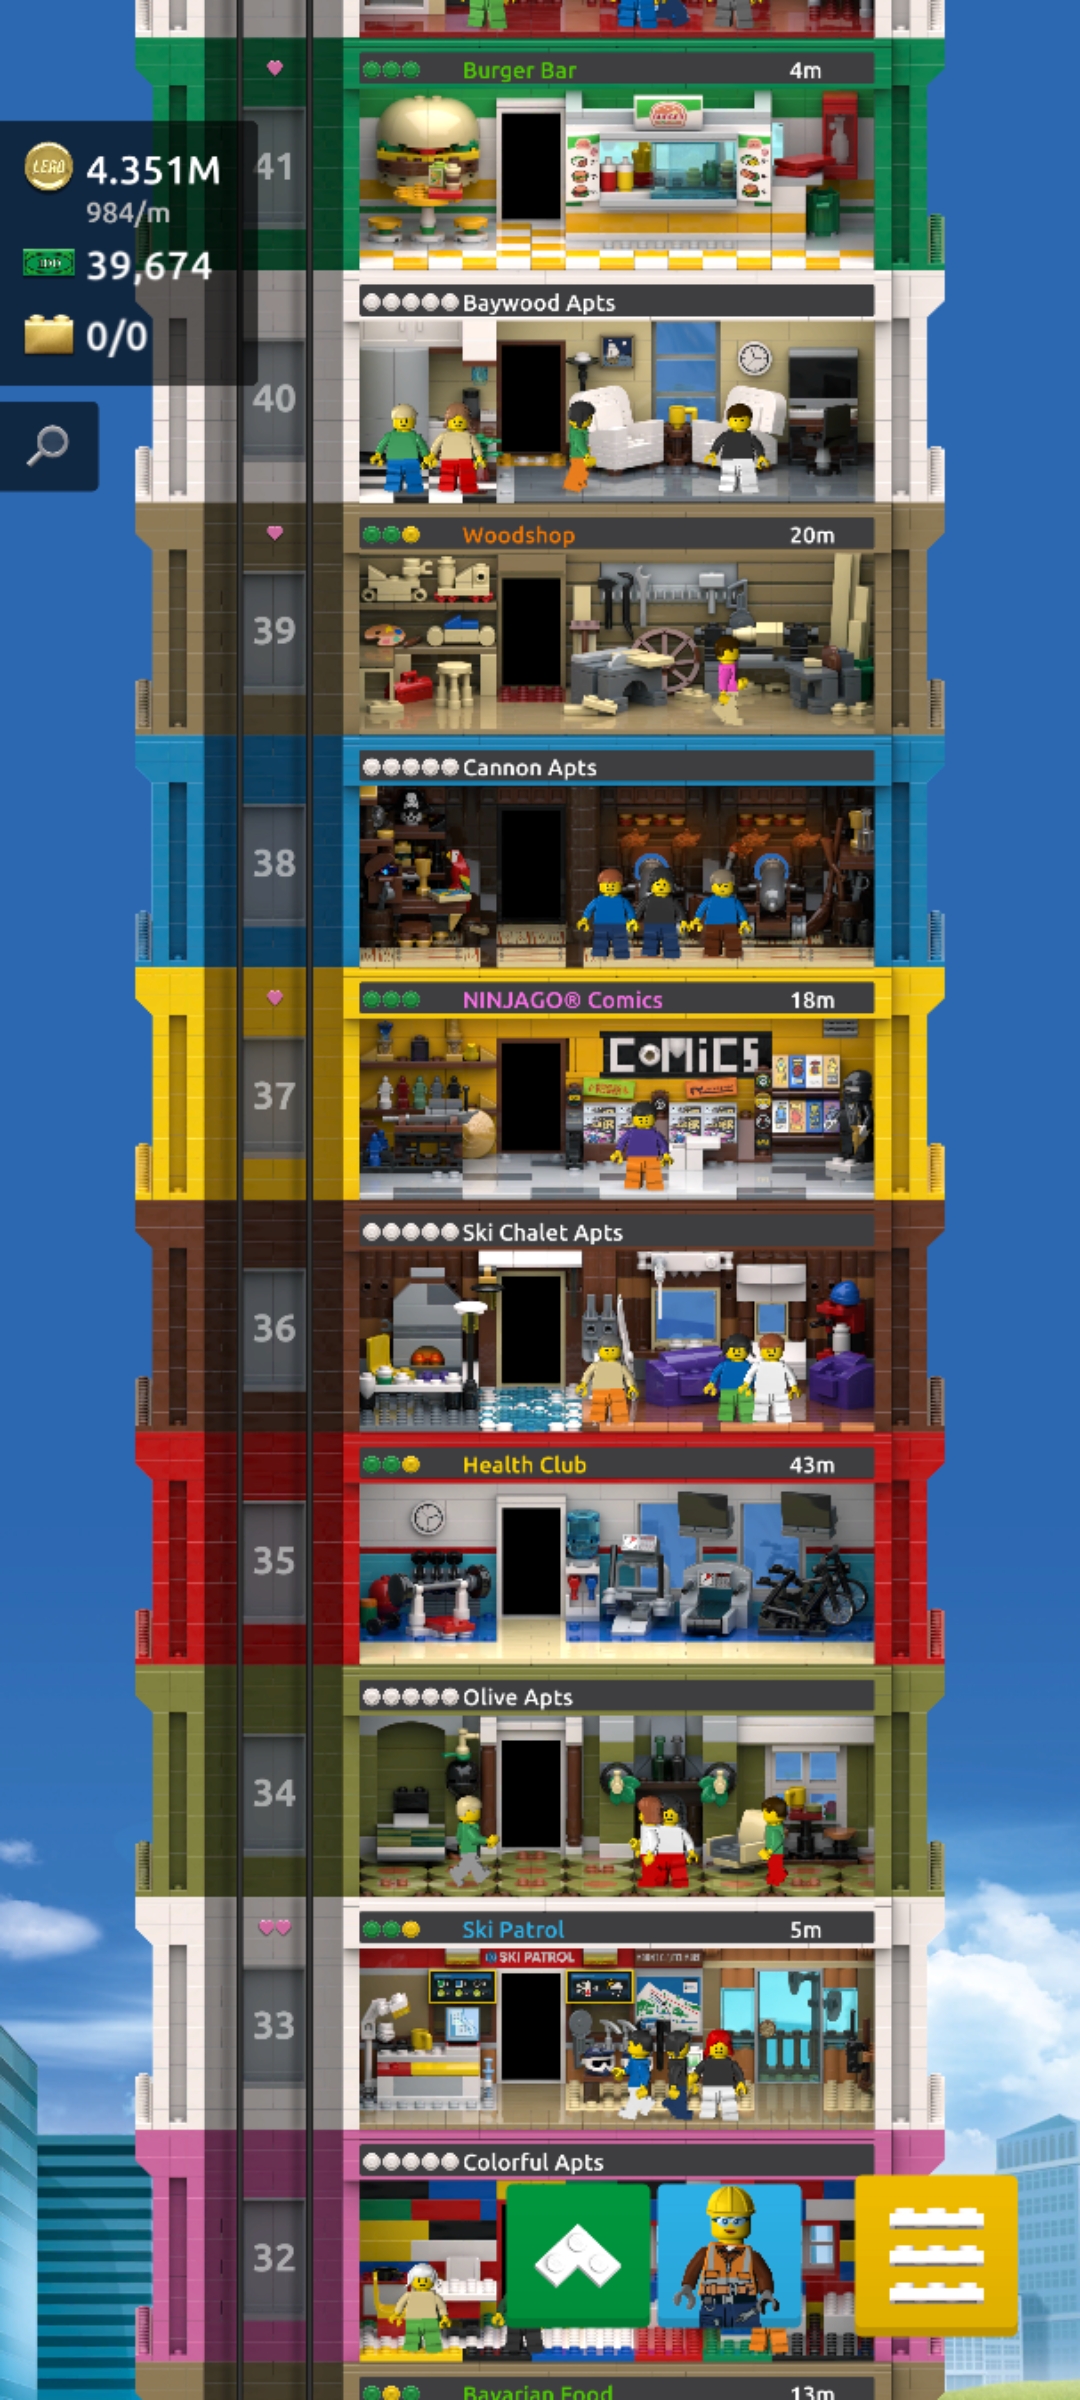 Burger Bar 4m
41
LEGO 4.351M
984/m
39,674
0/0
Baywood Apts
40
Woodshop 20m
39
Cannon Apts
38
NINJAGO® Comics 18m
COMiCS
37
Ski Chalet Apts
36
Health Club 43m
35
Olive Apts
34
Ski Patrol 5m
SKI PATROL
33
Colorful Apts
32
Bavarian Food 13m